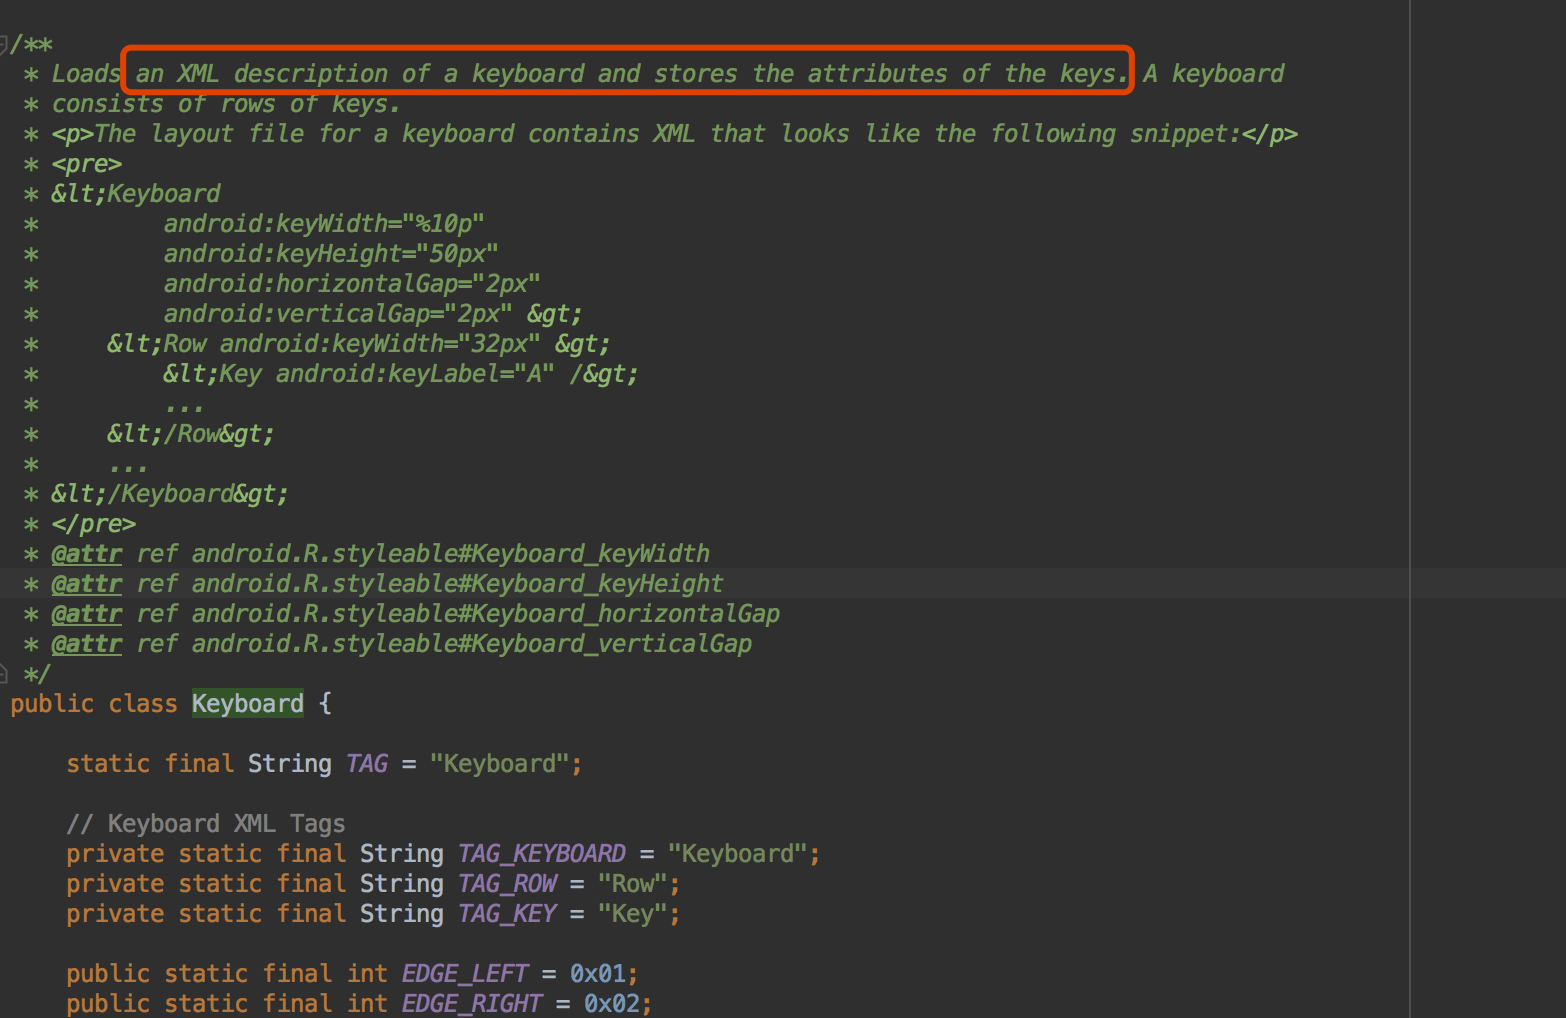 /**
 * Loads an XML description of a keyboard and stores the attributes of the keys. A keyboard
 * consists of rows of keys.
 * <p>The layout file for a keyboard contains XML that looks like the following snippet:</p>
 * <pre>
 * &lt;Keyboard
 *         android:keyWidth="%10p"
 *         android:keyHeight="50px"
 *         android:horizontalGap="2px"
 *         android:verticalGap="2px" &gt;
 *     &lt;Row android:keyWidth="32px" &gt;
 *         &lt;Key android:keyLabel="A" /&gt;
 *         ...
 *     &lt;/Row&gt;
 *     ...
 * &lt;/Keyboard&gt;
 * </pre>
 * @attr ref android.R.styleable#Keyboard_keyWidth
 * @attr ref android.R.styleable#Keyboard_keyHeight
 * @attr ref android.R.styleable#Keyboard_horizontalGap
 * @attr ref android.R.styleable#Keyboard_verticalGap
 */
public class Keyboard {
    static final String TAG = "Keyboard";
    // Keyboard XML Tags
    private static final String TAG_KEYBOARD = "Keyboard";
    private static final String TAG_ROW = "Row";
    private static final String TAG_KEY = "Key";
    public static final int EDGE_LEFT = 0x01;
    public static final int EDGE_RIGHT = 0x02;